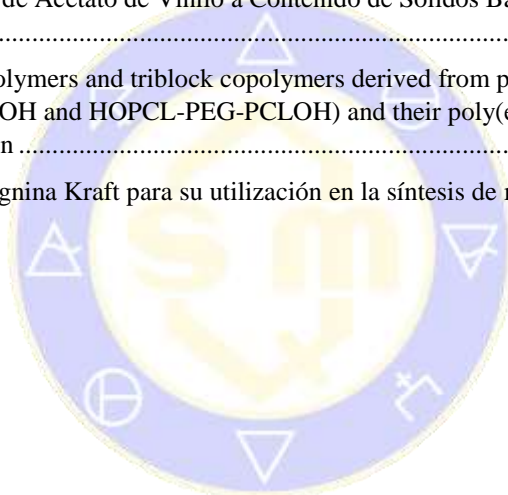 de Acetato de Vinilo a Contenido de Sólidos Ba
....................................................................................
olymers and triblock copolymers derived from p
OH and HOPCL-PEG-PCLOH) and their poly(e
n ................................................................................
gnina Kraft para su utilización en la síntesis de
S
M
Q
x